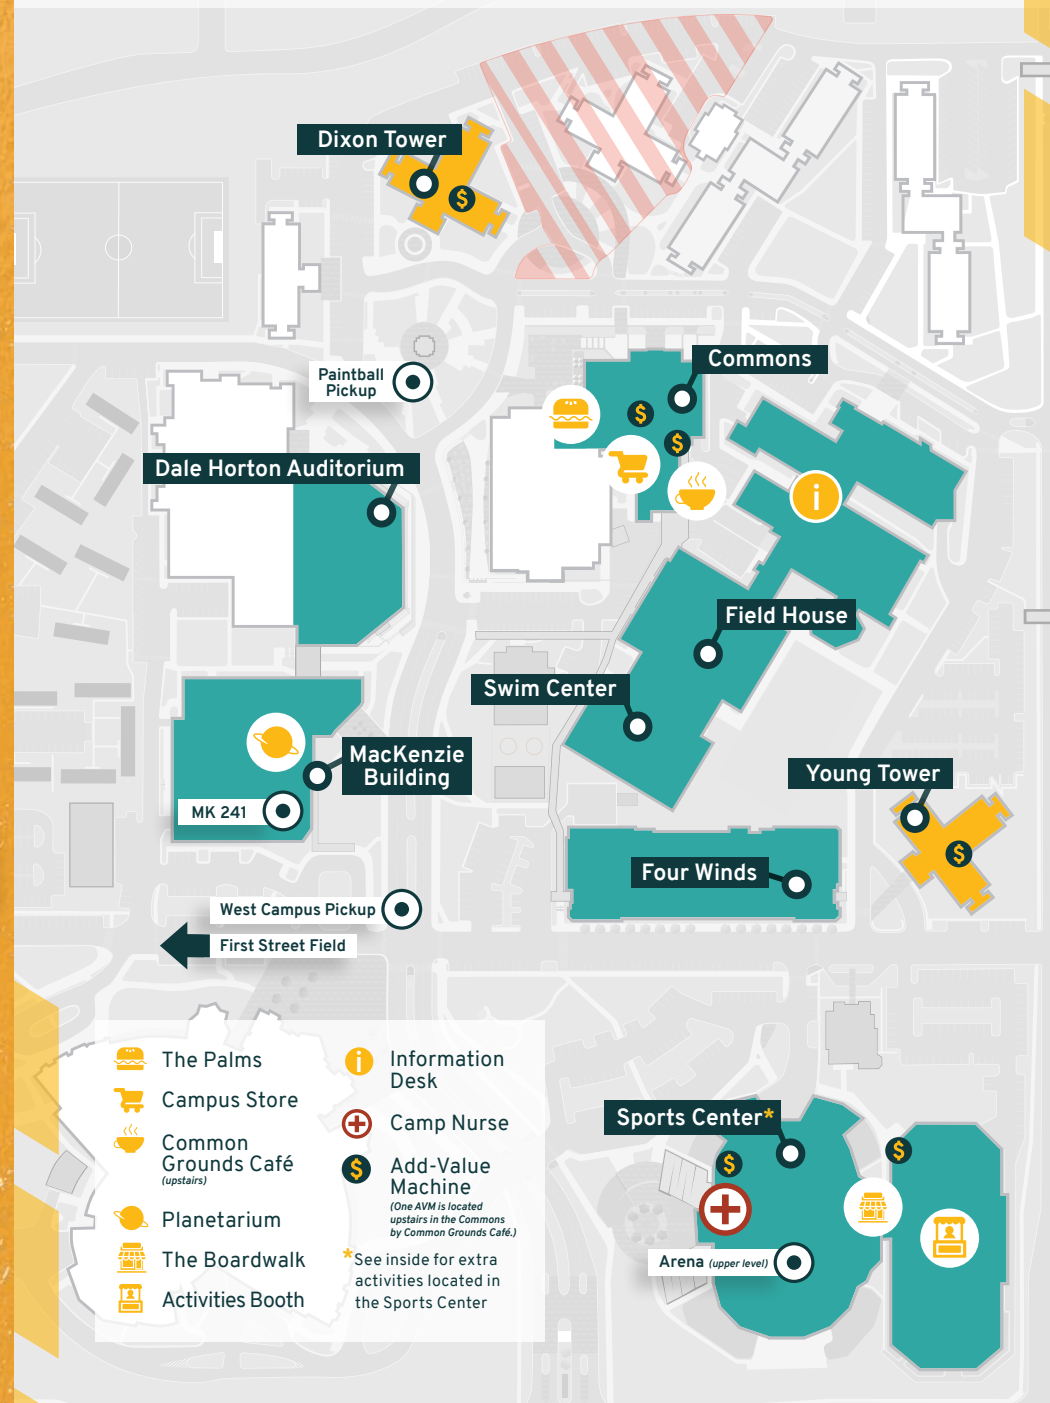 Dixon Tower
Commons
Paintball
Pickup
Dale Horton Auditorium
Field House
Swim Center
MacKenzie
Building
Young Tower
MK 241
Four Winds
West Campus Pickup
First Street Field
The Palms
Campus Store
Common
Grounds Café
(upstairs)
Planetarium
The Boardwalk
Activities Booth
Information
Desk
Camp Nurse
Add-Value
Machine
(One AVM is located
upstairs in the Commons
by Common Grounds Café.)
*See inside for extra
activities located in
the Sports Center
Sports Center*
Arena (upper level)